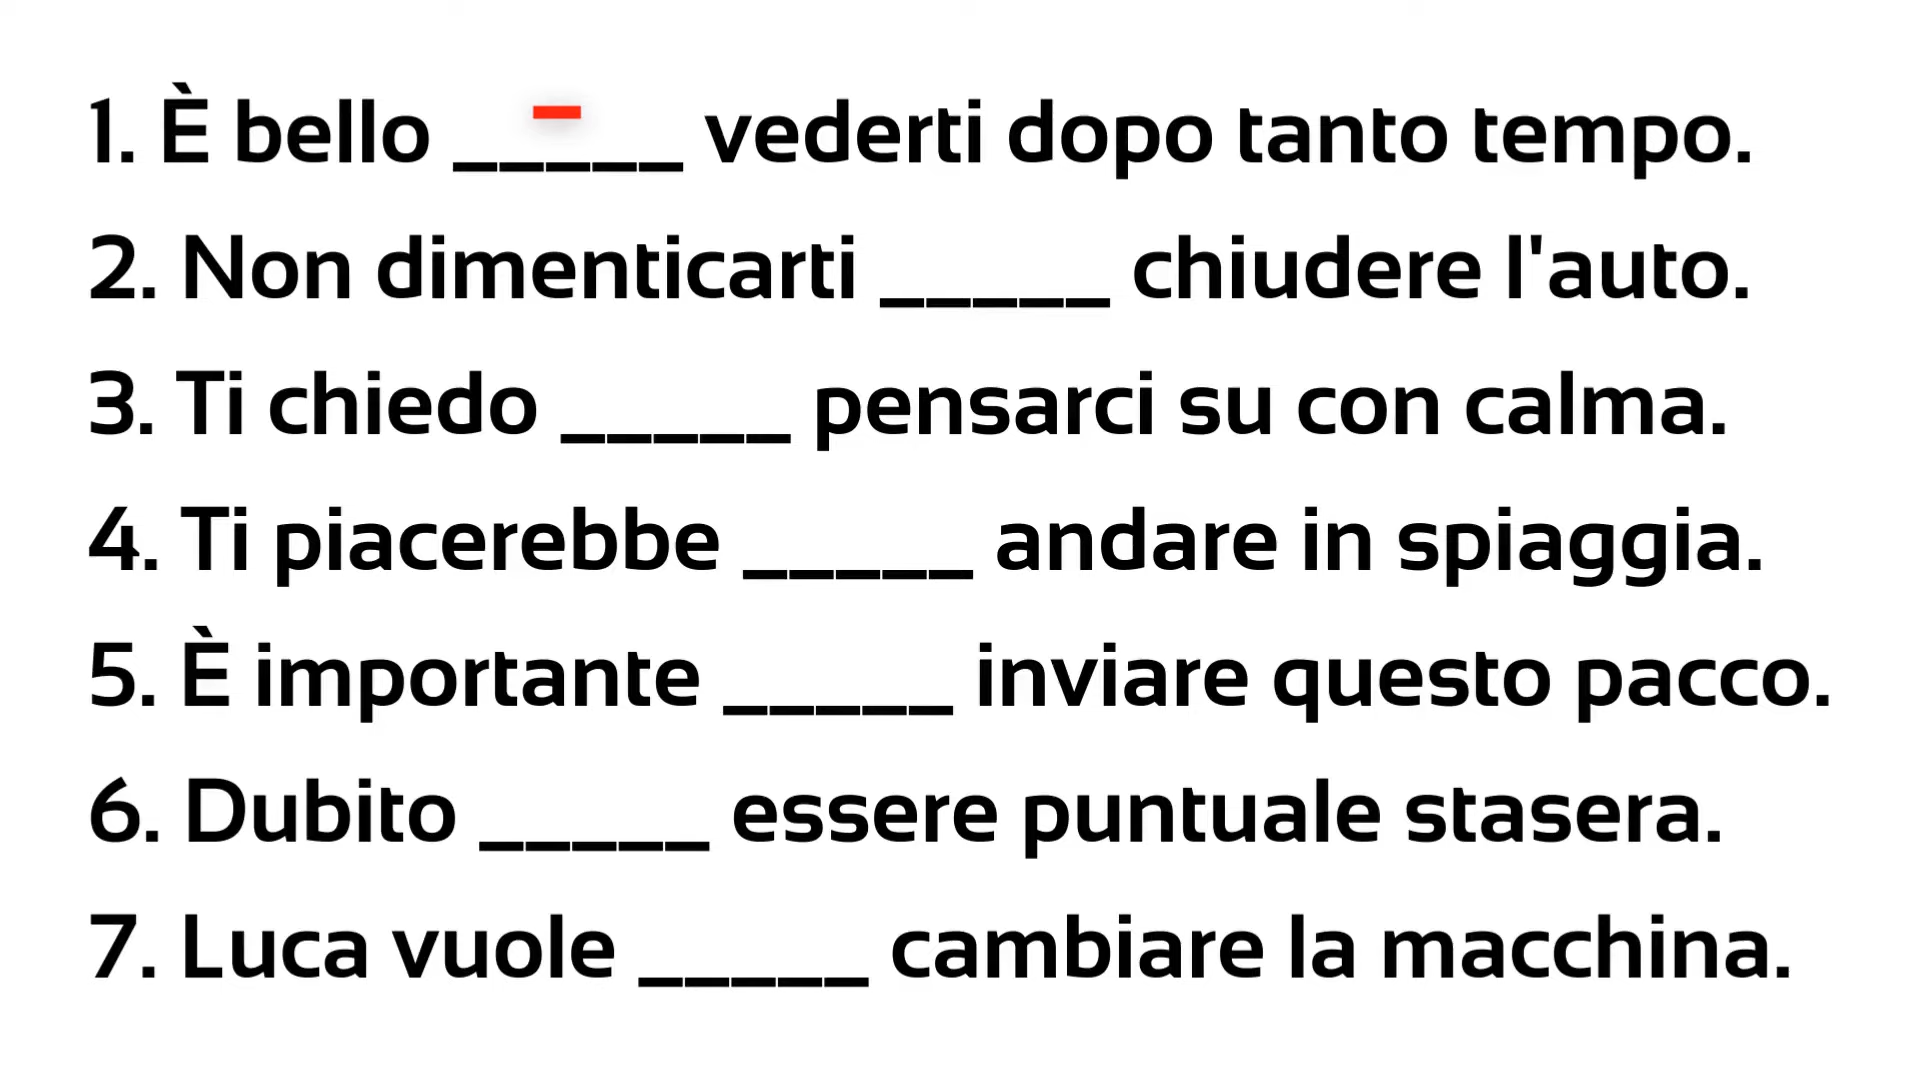 1. È bello __-__ vederti dopo tanto tempo.
2. Non dimenticarti _____ chiudere l'auto.
3. Ti chiedo _____ pensarci su con calma.
4. Ti piacerebbe _____ andare in spiaggia.
5. È importante _____ inviare questo pacco.
6. Dubito _____ essere puntuale stasera.
7. Luca vuole _____ cambiare la macchina.